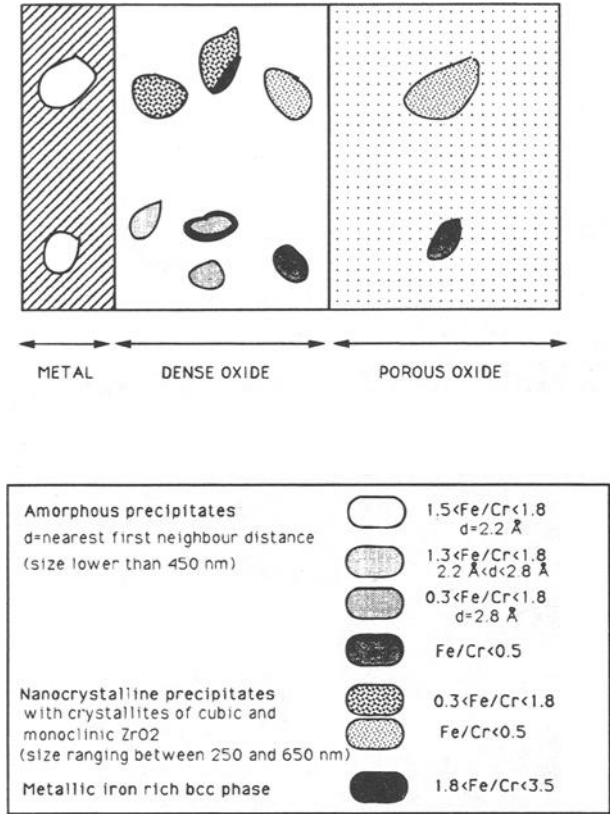 METAL DENSE OXIDE POROUS OXIDE
Amorphous precipitates
d=nearest first neighbour distance
(size lower than 450 nm)
1.5<Fe/Cr<1.8
d=2.2 Å
1.3<Fe/Cr<1.8
2.2 Å<d<2.8 Å
0.3<Fe/Cr<1.8
d=2.8 Å
Fe/Cr<0.5
Nanocrystalline precipitates
with crystallites of cubic and
monoclinic ZrO2
(size ranging between 250 and 650 nm)
0.3<Fe/Cr<1.8
Fe/Cr<0.5
Metallic iron rich bcc phase
1.8<Fe/Cr<3.5